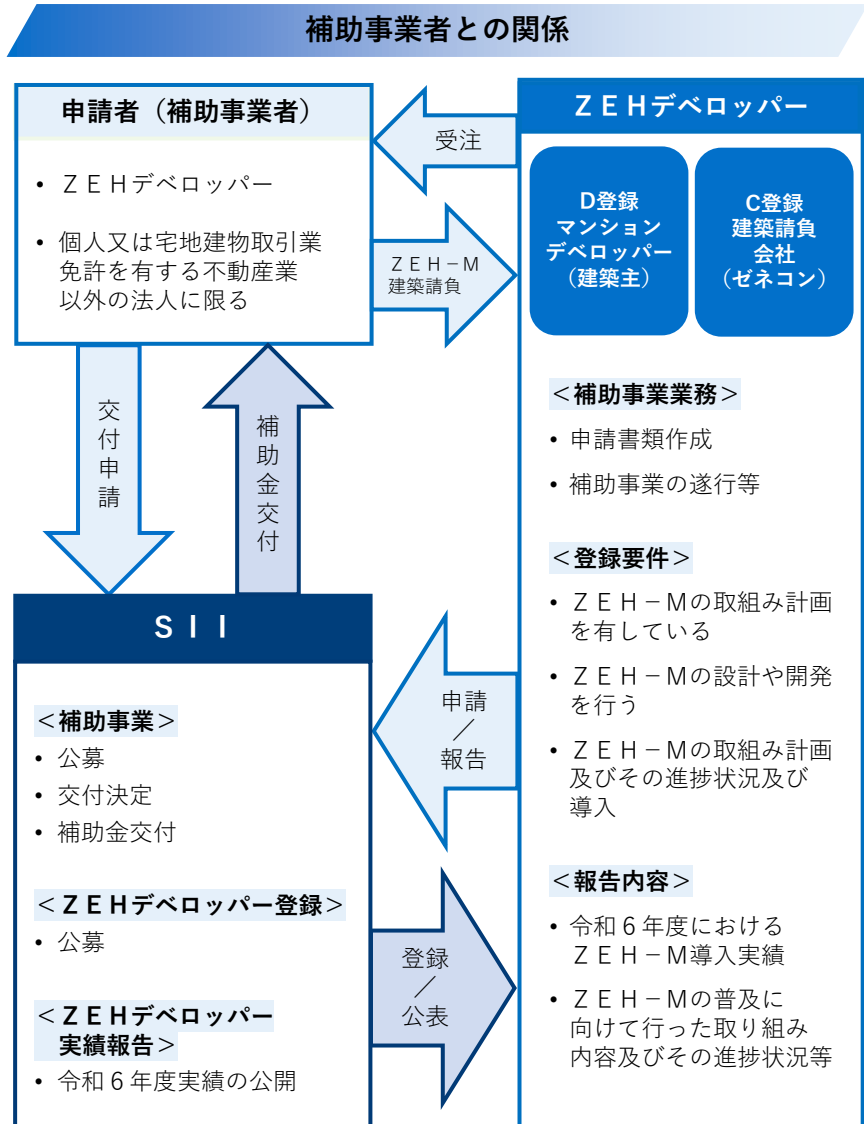 補助事業者との関係
申請者（補助事業者）
• ＺＥＨデベロッパー
• 個人又は宅地建物取引業
免許を有する不動産業
以外の法人に限る
受注
ＺＥＨ－Ｍ
建築請負
ＺＥＨデベロッパー
D登録
マンション
デベロッパー
（建築主）
C登録
建築請負
会社
（ゼネコン）
＜補助事業業務＞
• 申請書類作成
• 補助事業の遂行等
＜登録要件＞
• ＺＥＨ－Ｍの取組み計画
を有している
• ＺＥＨ－Ｍの設計や開発
を行う
• ＺＥＨ－Ｍの取組み計画
及びその進捗状況及び
導入
＜報告内容＞
• 令和６年度における
ＺＥＨ－Ｍ導入実績
• ＺＥＨ－Ｍの普及に
向けて行った取り組み
内容及びその進捗状況等
交付申請
補助金交付
ＳＩＩ
＜補助事業＞
• 公募
• 交付決定
• 補助金交付
＜ＺＥＨデベロッパー登録＞
• 公募
＜ＺＥＨデベロッパー
実績報告＞
• 令和６年度実績の公開
申請
／
報告
登録
／
公表